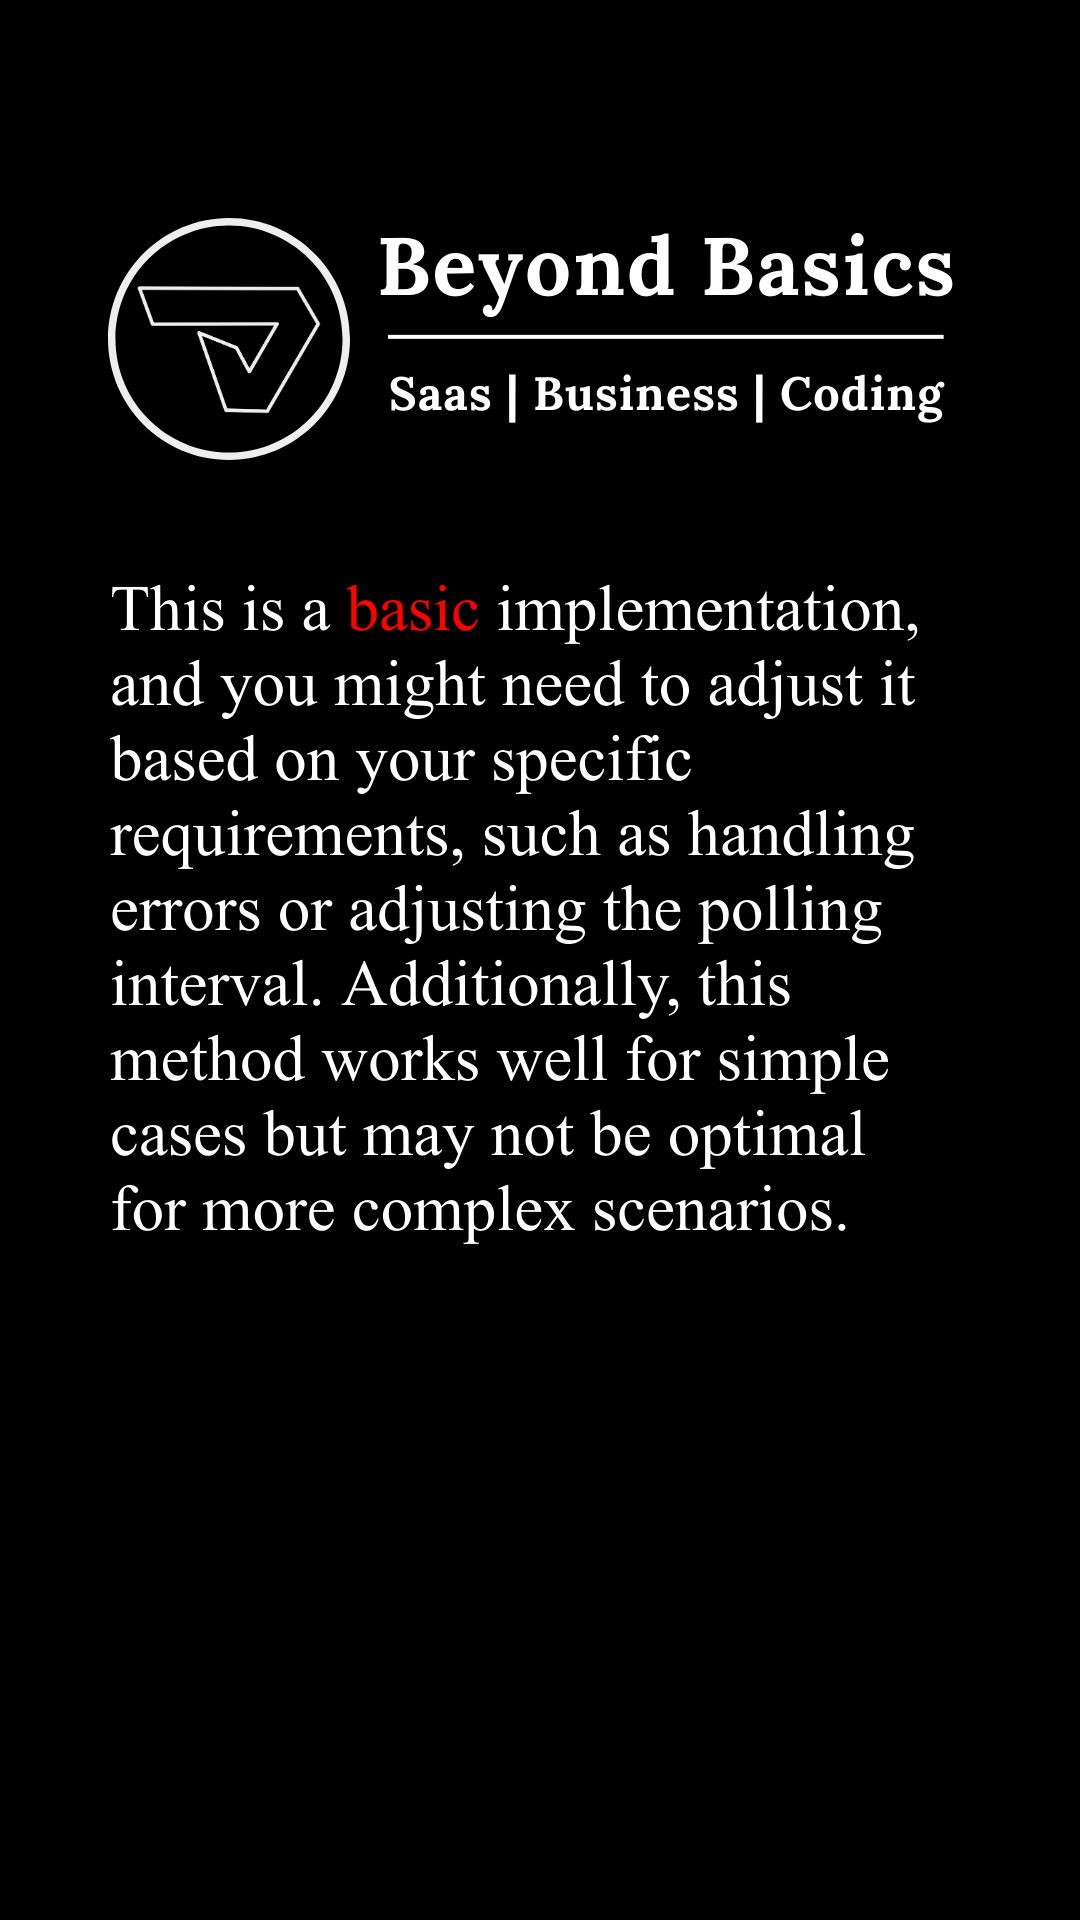 Beyond Basics
Saas | Business | Coding
This is a basic implementation,
and you might need to adjust it
based on your specific
requirements, such as handling
errors or adjusting the polling
interval. Additionally, this
method works well for simple
cases but may not be optimal
for more complex scenarios.